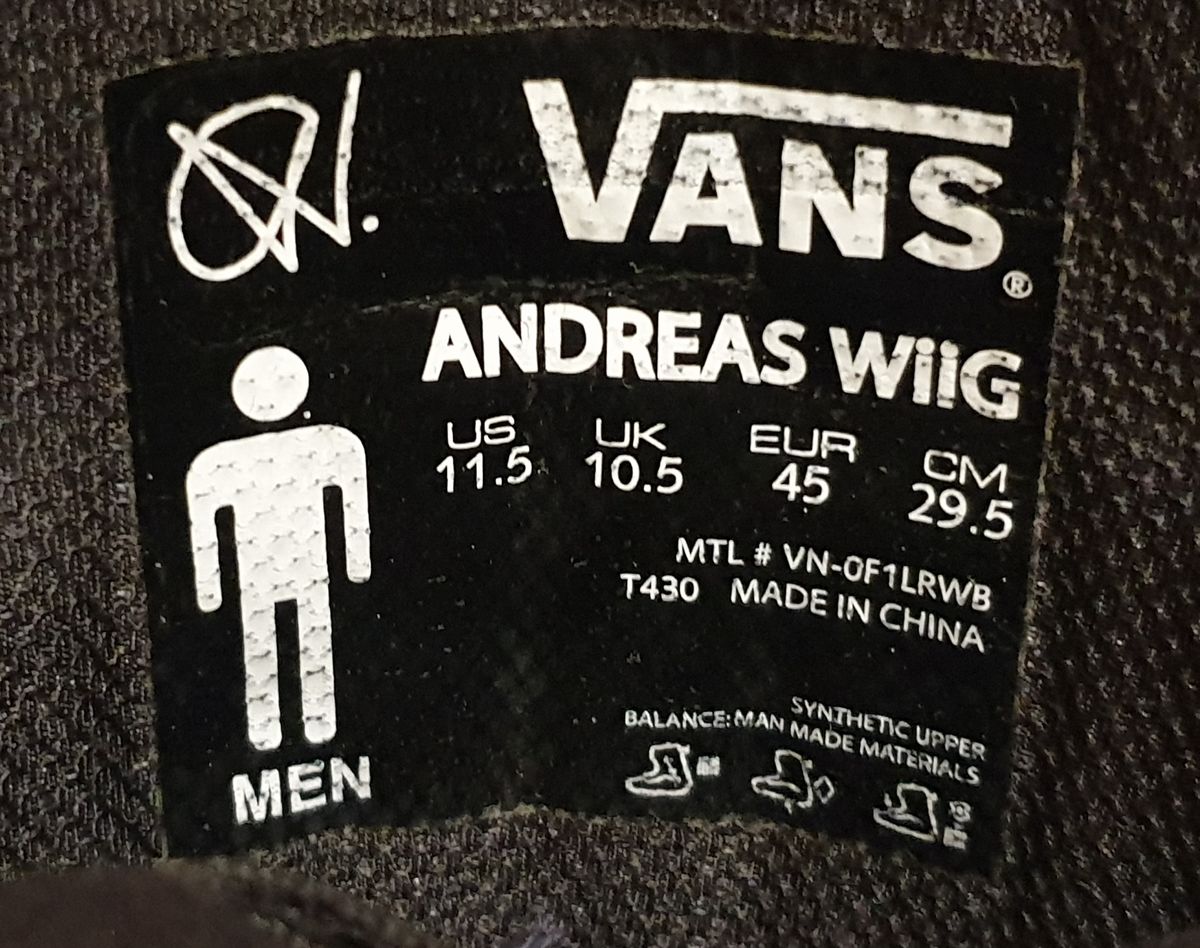 AW.
VANS®
ANDREAS WiiG
US UK EUR CM
11.5 10.5 45 29.5
MTL # VN-0F1LRWB
T430 MADE IN CHINA
SYNTHETIC UPPER
BALANCE: MAN MADE MATERIALS
MEN